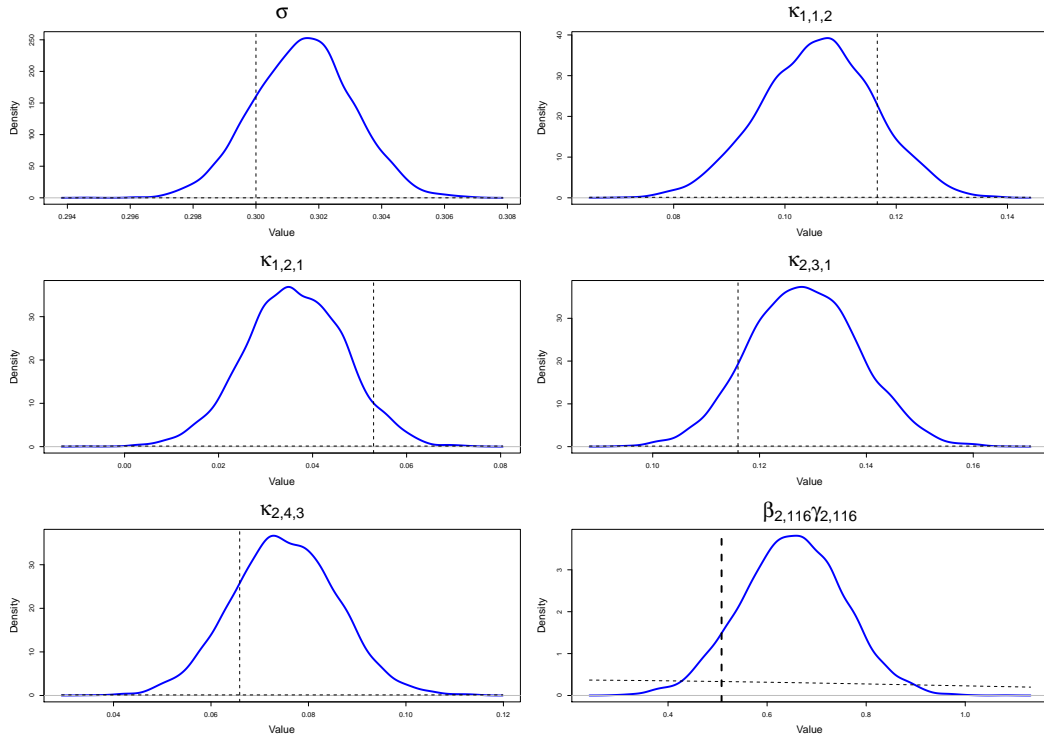 σ
Density
250
200
150
100
50
0
0.294 0.296 0.298 0.300 0.302 0.304 0.306 0.308
Value
κ1,1,2
Density
40
30
20
10
0
0.08 0.10 0.12 0.14
Value
κ1,2,1
Density
30
20
10
0
0.00 0.02 0.04 0.06 0.08
Value
κ2,3,1
Density
30
20
10
0
0.10 0.12 0.14 0.16
Value
κ2,4,3
Density
30
20
10
0
0.04 0.06 0.08 0.10 0.12
Value
β2,116γ2,116
Density
3
2
1
0
0.4 0.6 0.8 1.0
Value